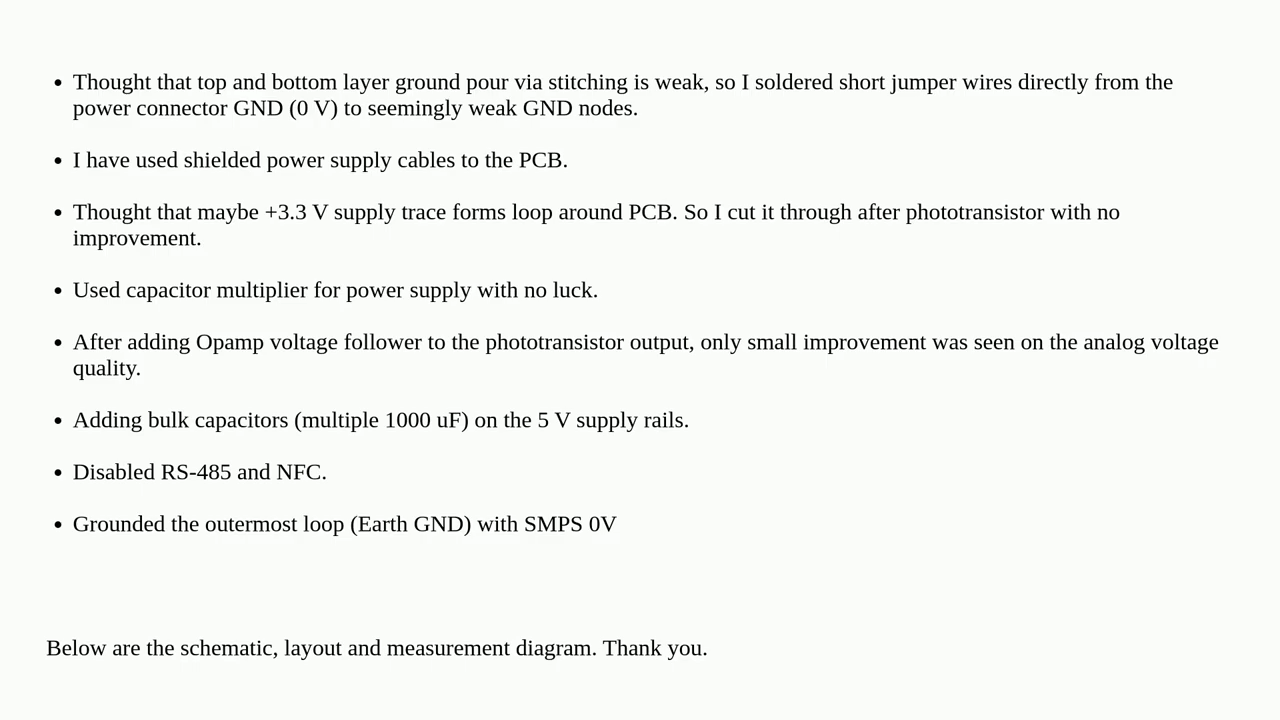 • Thought that top and bottom layer ground pour via stitching is weak, so I soldered short jumper wires directly from the
power connector GND (0 V) to seemingly weak GND nodes.
• I have used shielded power supply cables to the PCB.
• Thought that maybe +3.3 V supply trace forms loop around PCB. So I cut it through after phototransistor with no
improvement.
• Used capacitor multiplier for power supply with no luck.
• After adding Opamp voltage follower to the phototransistor output, only small improvement was seen on the analog voltage
quality.
• Adding bulk capacitors (multiple 1000 uF) on the 5 V supply rails.
• Disabled RS-485 and NFC.
• Grounded the outermost loop (Earth GND) with SMPS 0V
Below are the schematic, layout and measurement diagram. Thank you.